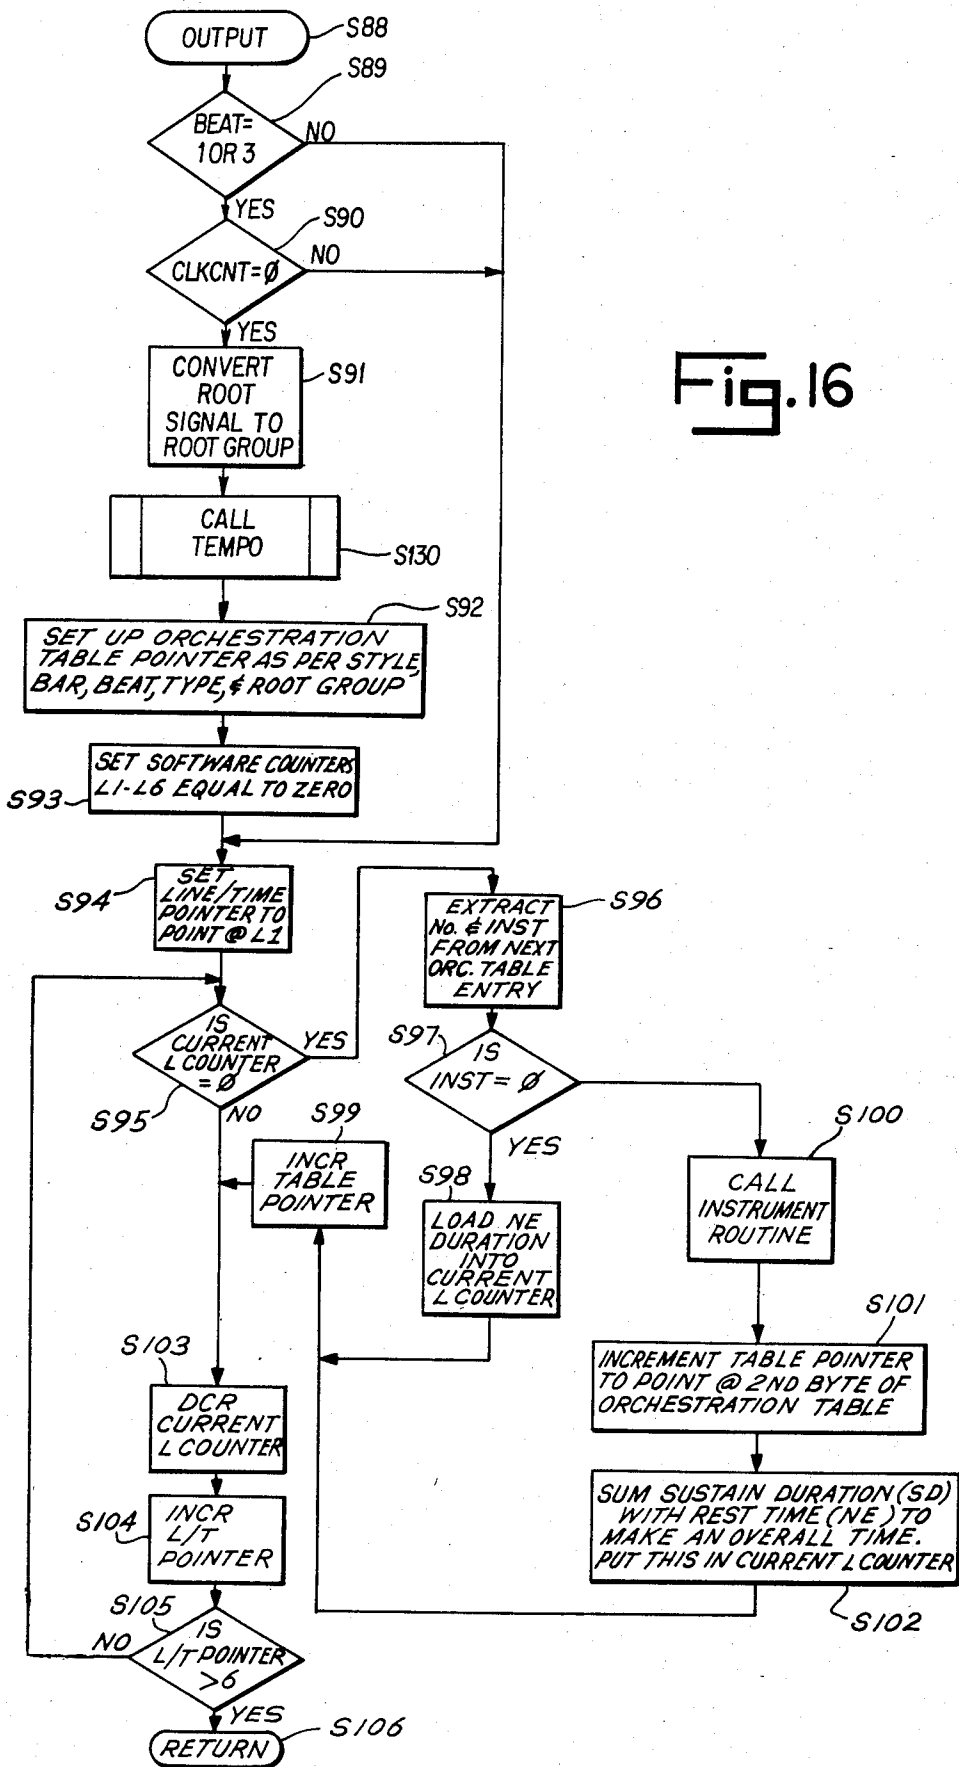 OUTPUT
S88
S89
BEAT=
1 OR 3
NO
YES
S90
CLKCNT=Ø
NO
YES
CONVERT
ROOT
SIGNAL TO
ROOT GROUP
S91
Fig. 16
CALL
TEMPO
S130
S92
SET UP ORCHESTRATION
TABLE POINTER AS PER STYLE,
BAR, BEAT, TYPE, & ROOT GROUP
SET SOFTWARE COUNTERS
L1-L6 EQUAL TO ZERO
S93
SET
LINE/TIME
POINTER TO
POINT @ L1
S94
EXTRACT
No. & INST
FROM NEXT
ORC. TABLE
ENTRY
S96
IS
CURRENT
L COUNTER
= Ø
YES
S95
NO
S97
IS
INST = Ø
YES
S99
INCR
TABLE
POINTER
S98
LOAD NE
DURATION
INTO
CURRENT
L COUNTER
S100
CALL
INSTRUMENT
ROUTINE
S101
INCREMENT TABLE POINTER
TO POINT @ 2ND BYTE OF
ORCHESTRATION TABLE
S103
DCR
CURRENT
L COUNTER
SUM SUSTAIN DURATION (SD)
WITH REST TIME (NE) TO
MAKE AN OVERALL TIME.
PUT THIS IN CURRENT L COUNTER
S102
S104
INCR
L/T
POINTER
S105
IS
L/T POINTER
>6
NO
YES
RETURN
S106